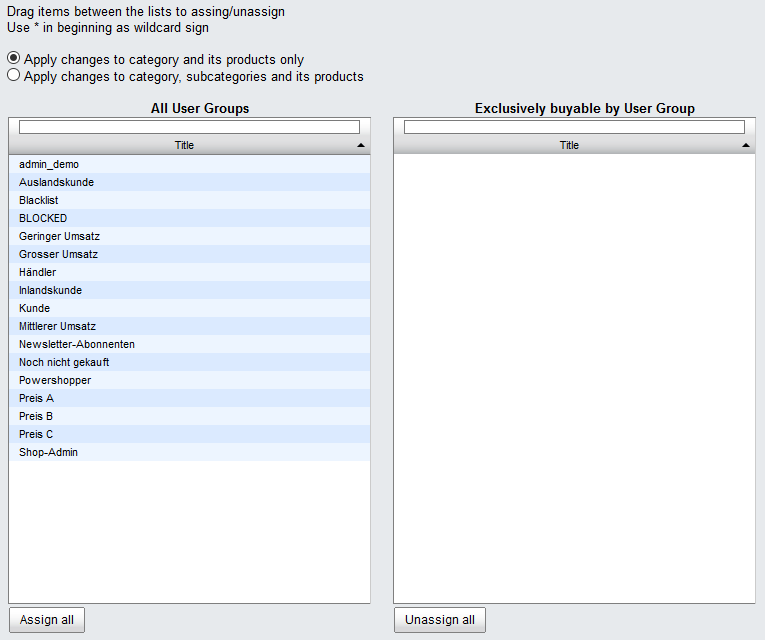 Drag items between the lists to assing/unassign
Use * in beginning as wildcard sign
Apply changes to category and its products only
Apply changes to category, subcategories and its products
All User Groups
Title
admin_demo
Auslandskunde
Blacklist
BLOCKED
Geringer Umsatz
Grosser Umsatz
Händler
Inlandskunde
Kunde
Mittlerer Umsatz
Newsletter-Abonnenten
Noch nicht gekauft
Powershopper
Preis A
Preis B
Preis C
Shop-Admin
Assign all
Exclusively buyable by User Group
Title
Unassign all